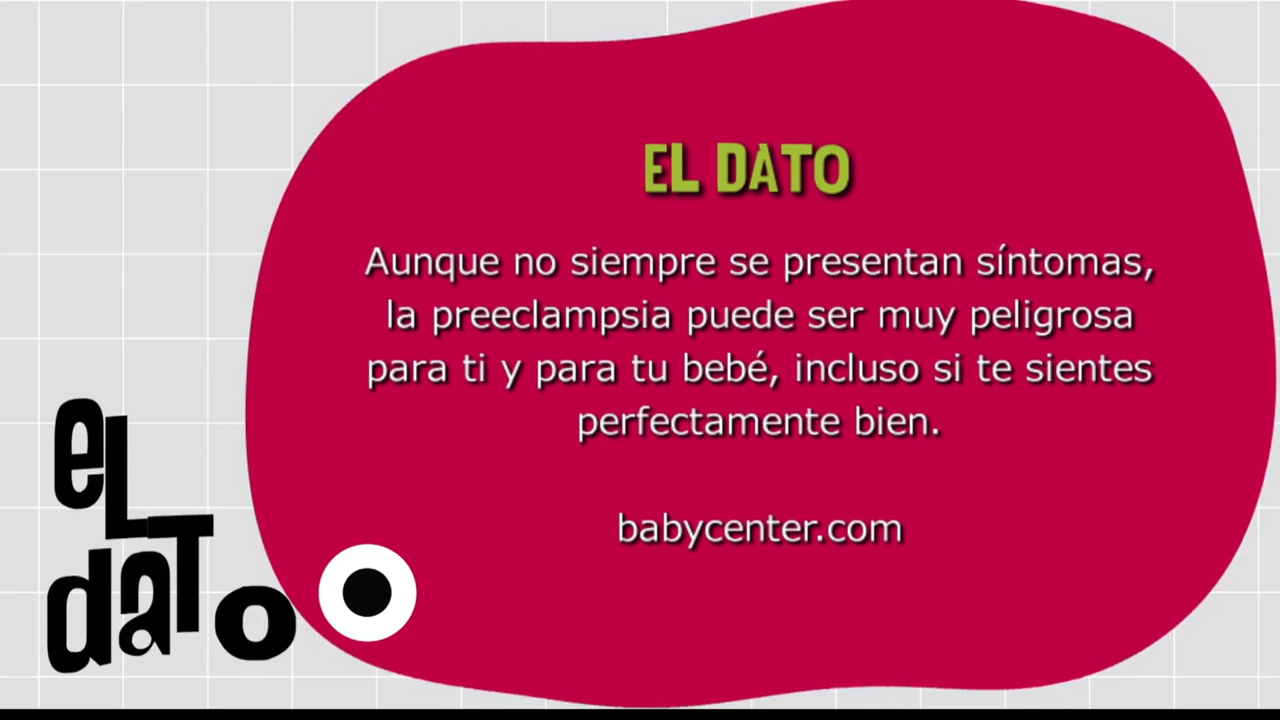 EL DATO
Aunque no siempre se presentan síntomas,
la preeclampsia puede ser muy peligrosa
para ti y para tu bebé, incluso si te sientes
perfectamente bien.
babycenter.com
eL
daTo